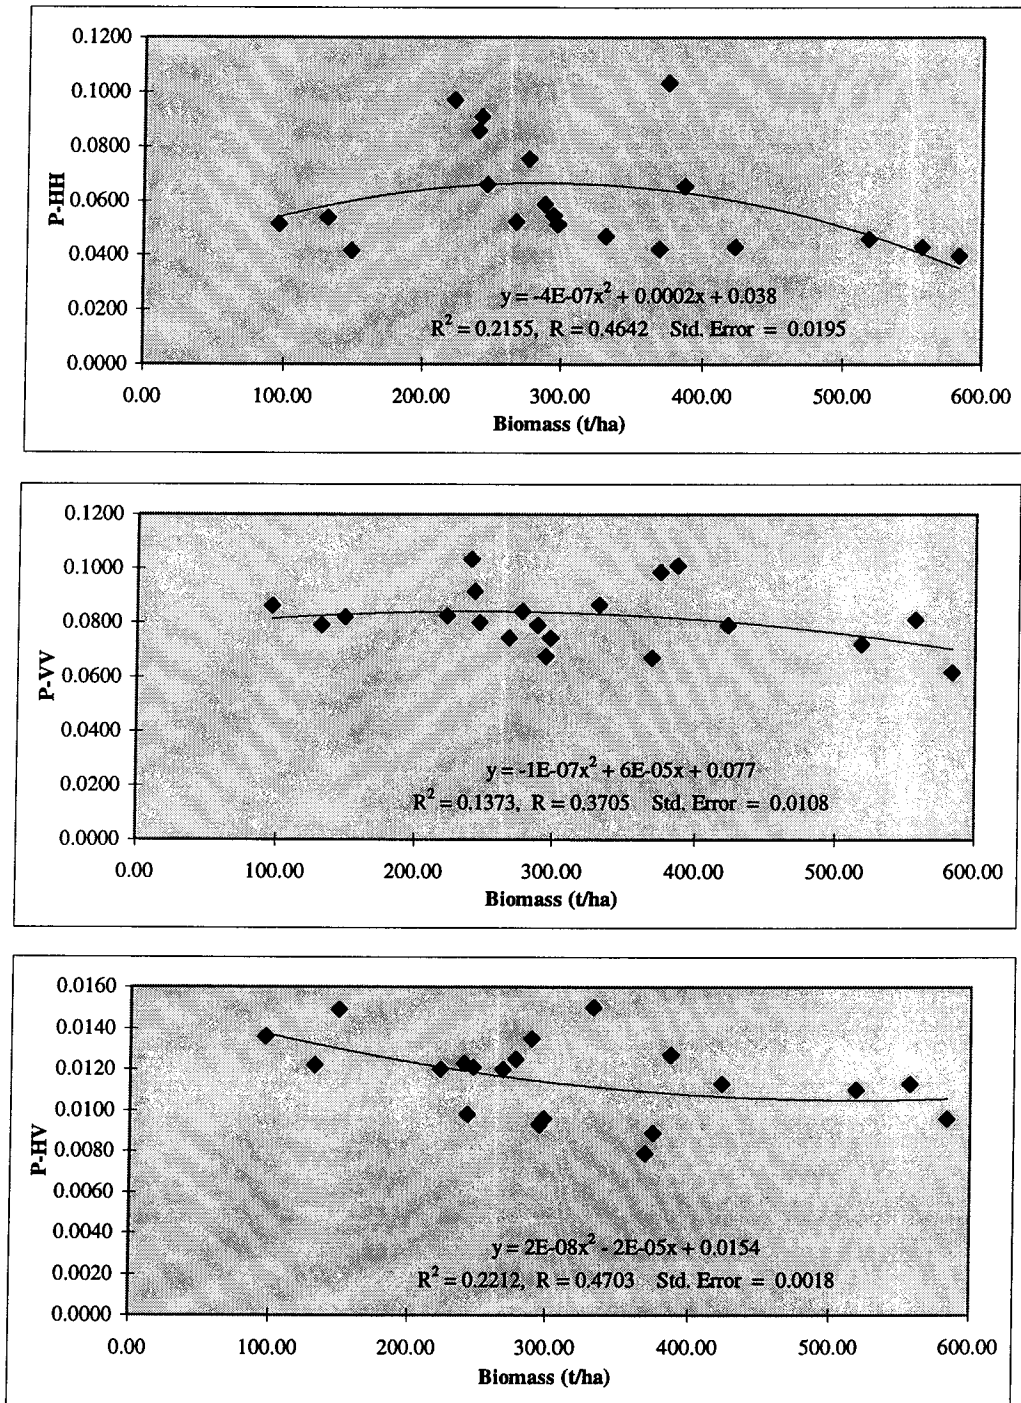 0.1200
0.1000
0.0800
0.0600
0.0400
0.0200
0.0000
P-HH
y = -4E-07x² + 0.0002x + 0.038
R² = 0.2155, R = 0.4642 Std. Error = 0.0195
0.00 100.00 200.00 300.00 400.00 500.00 600.00
Biomass (t/ha)
0.1200
0.1000
0.0800
0.0600
0.0400
0.0200
0.0000
P-VV
y = -1E-07x² + 6E-05x + 0.077
R² = 0.1373, R = 0.3705 Std. Error = 0.0108
0.00 100.00 200.00 300.00 400.00 500.00 600.00
Biomass (t/ha)
0.0160
0.0140
0.0120
0.0100
0.0080
0.0060
0.0040
0.0020
0.0000
P-HV
y = 2E-08x² - 2E-05x + 0.0154
R² = 0.2212, R = 0.4703 Std. Error = 0.0018
0.00 100.00 200.00 300.00 400.00 500.00 600.00
Biomass (t/ha)